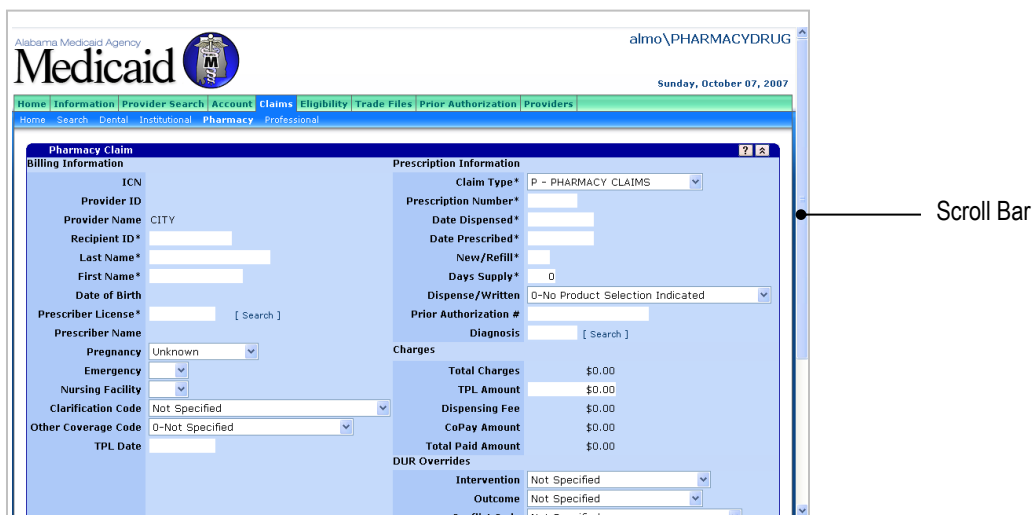 Alabama Medicaid Agency
Medicaid
M
almo\PHARMACYDRUG
Sunday, October 07, 2007
Home Information Provider Search Account Claims Eligibility Trade Files Prior Authorization Providers
Home Search Dental Institutional Pharmacy Professional
Pharmacy Claim ?
Billing Information
ICN
Provider ID
Provider Name CITY
Recipient ID*
Last Name*
First Name*
Date of Birth
Prescriber License* [ Search ]
Prescriber Name
Pregnancy Unknown
Emergency
Nursing Facility
Clarification Code Not Specified
Other Coverage Code 0-Not Specified
TPL Date
Prescription Information
Claim Type* P - PHARMACY CLAIMS
Prescription Number*
Date Dispensed*
Date Prescribed*
New/Refill*
Days Supply* 0
Dispense/Written 0-No Product Selection Indicated
Prior Authorization #
Diagnosis [ Search ]
Charges
Total Charges $0.00
TPL Amount $0.00
Dispensing Fee $0.00
CoPay Amount $0.00
Total Paid Amount $0.00
DUR Overrides
Intervention Not Specified
Outcome Not Specified
Scroll Bar